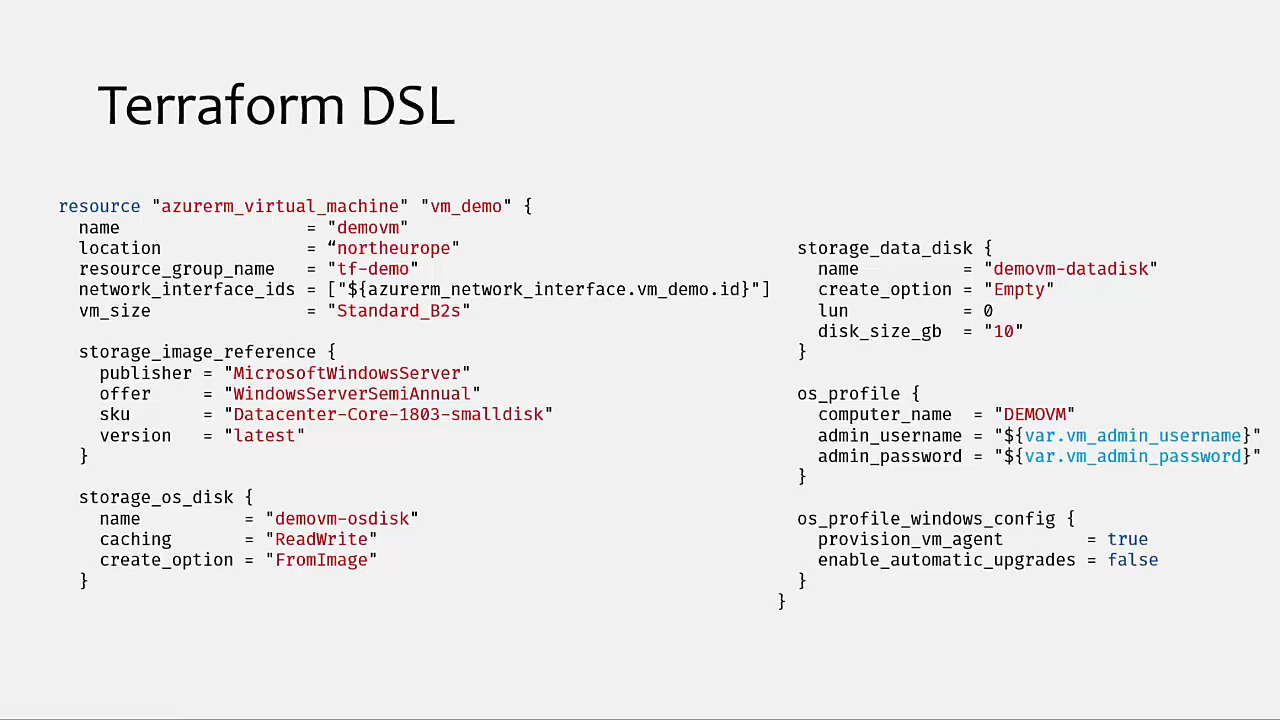 Terraform DSL
resource "azurerm_virtual_machine" "vm_demo" {
name = "demovm"
location = “northeurope"
resource_group_name = "tf-demo"
network_interface_ids = ["${azurerm_network_interface.vm_demo.id}"]
vm_size = "Standard_B2s"
storage_image_reference {
publisher = "MicrosoftWindowsServer"
offer = "WindowsServerSemiAnnual"
sku = "Datacenter-Core-1803-smalldisk"
version = "latest"
}
storage_os_disk {
name = "demovm-osdisk"
caching = "ReadWrite"
create_option = "FromImage"
}
storage_data_disk {
name = "demovm-datadisk"
create_option = "Empty"
lun = 0
disk_size_gb = "10"
}
os_profile {
computer_name = "DEMOVM"
admin_username = "${var.vm_admin_username}"
admin_password = "${var.vm_admin_password}"
}
os_profile_windows_config {
provision_vm_agent = true
enable_automatic_upgrades = false
}
}